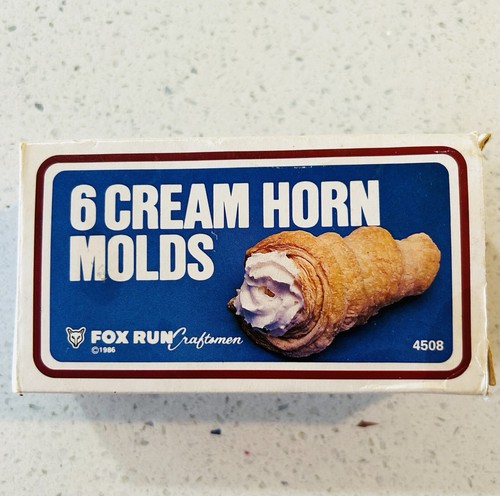 6 CREAM HORN
MOLDS
FOX RUN Craftsmen
©1986
4508